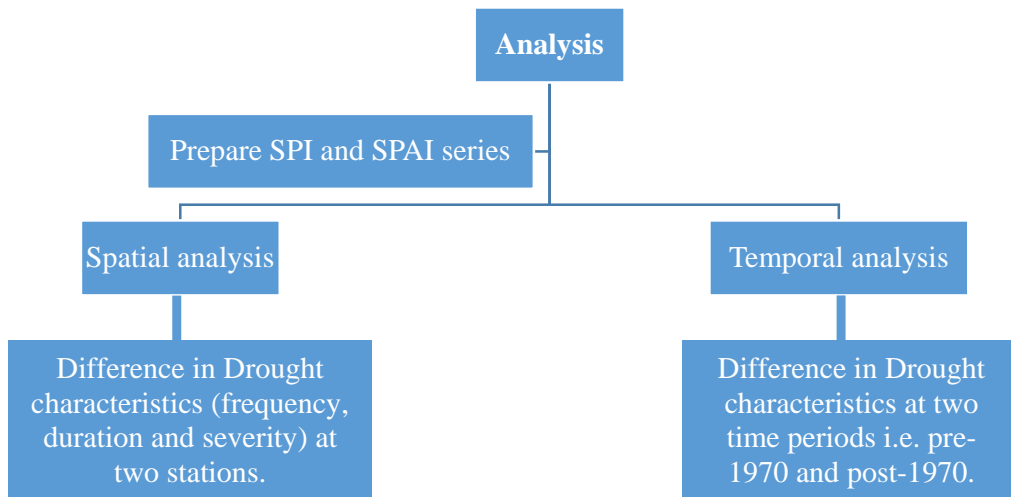 Analysis
Prepare SPI and SPAI series
Spatial analysis
Temporal analysis
Difference in Drought
characteristics (frequency,
duration and severity) at
two stations.
Difference in Drought
characteristics at two
time periods i.e. pre-
1970 and post-1970.